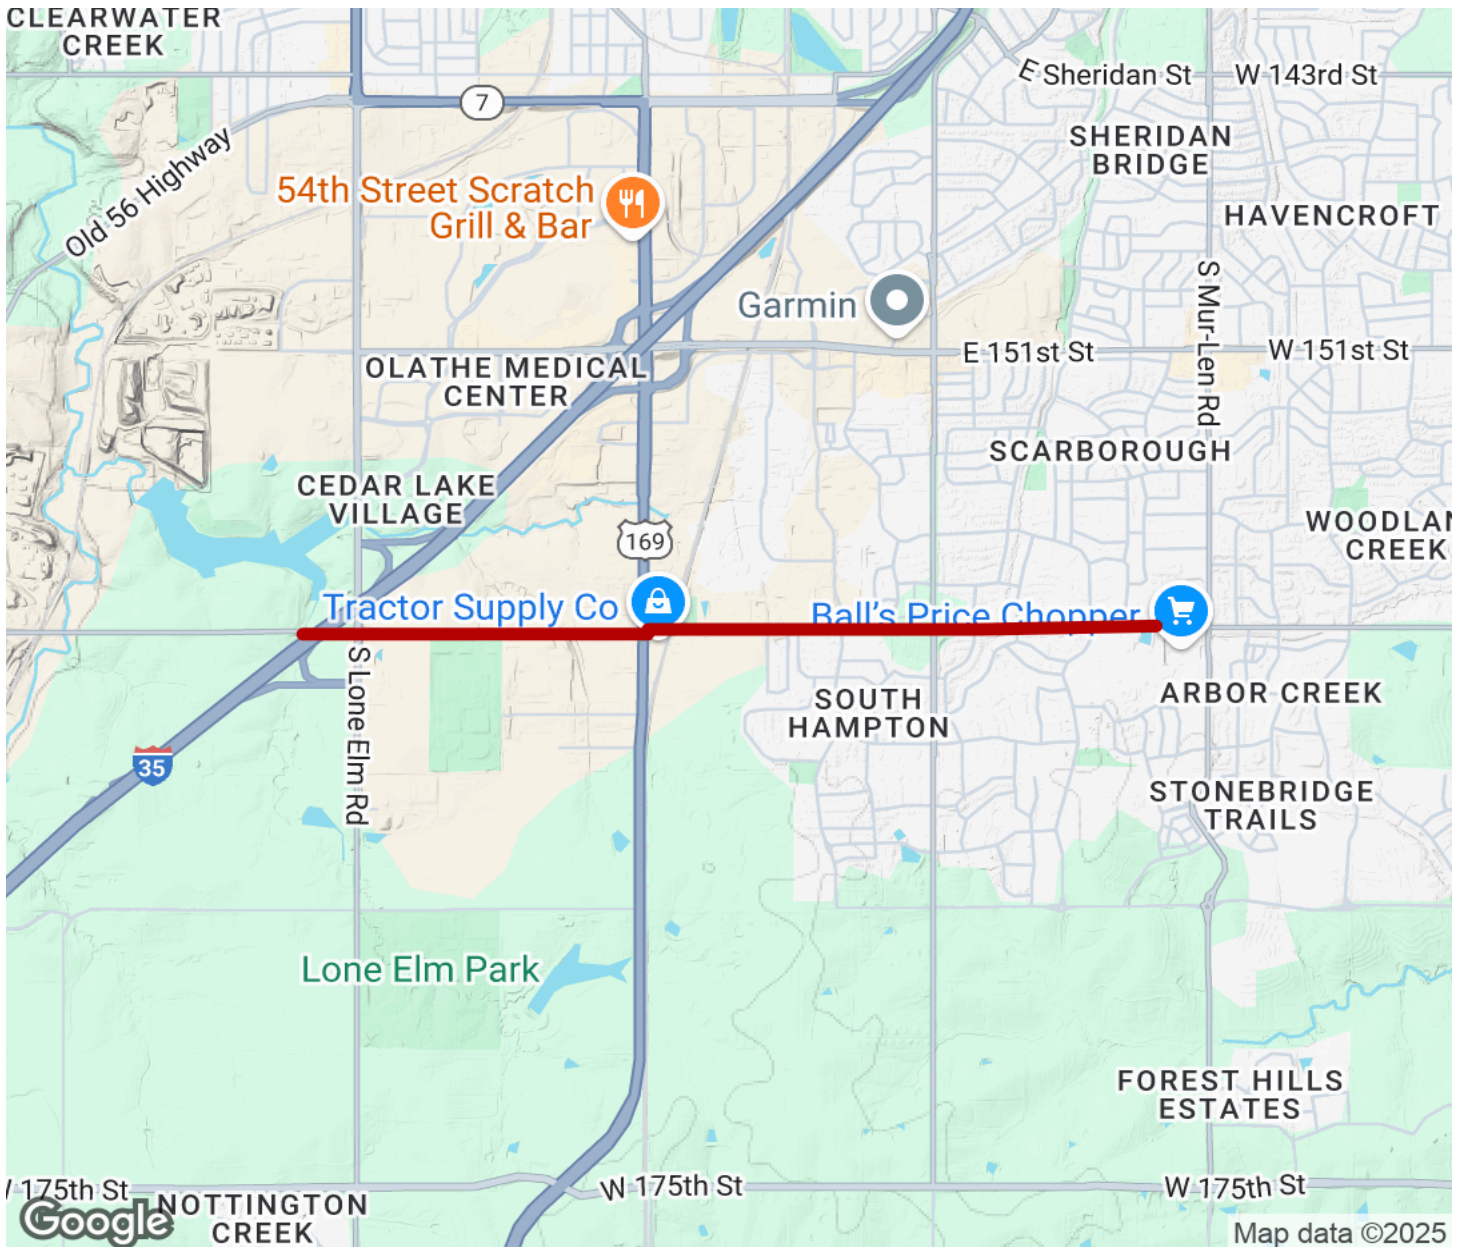 CLEARWATER
CREEK
E Sheridan St
W 143rd St
7
SHERIDAN
BRIDGE
Old 56 Highway
54th Street Scratch
Grill & Bar
HAVENCROFT
S Mur-Len Rd
Garmin
E 151st St
W 151st St
OLATHE MEDICAL
CENTER
SCARBOROUGH
CEDAR LAKE
VILLAGE
WOODLAN
CREEK
169
Tractor Supply Co
Ball's Price Chopper
S Lone Elm Rd
SOUTH
HAMPTON
ARBOR CREEK
35
STONEBRIDGE
TRAILS
Lone Elm Park
FOREST HILLS
ESTATES
175th St
W 175th St
W 175th St
NOTTINGTON
CREEK
Google
Map data ©2025